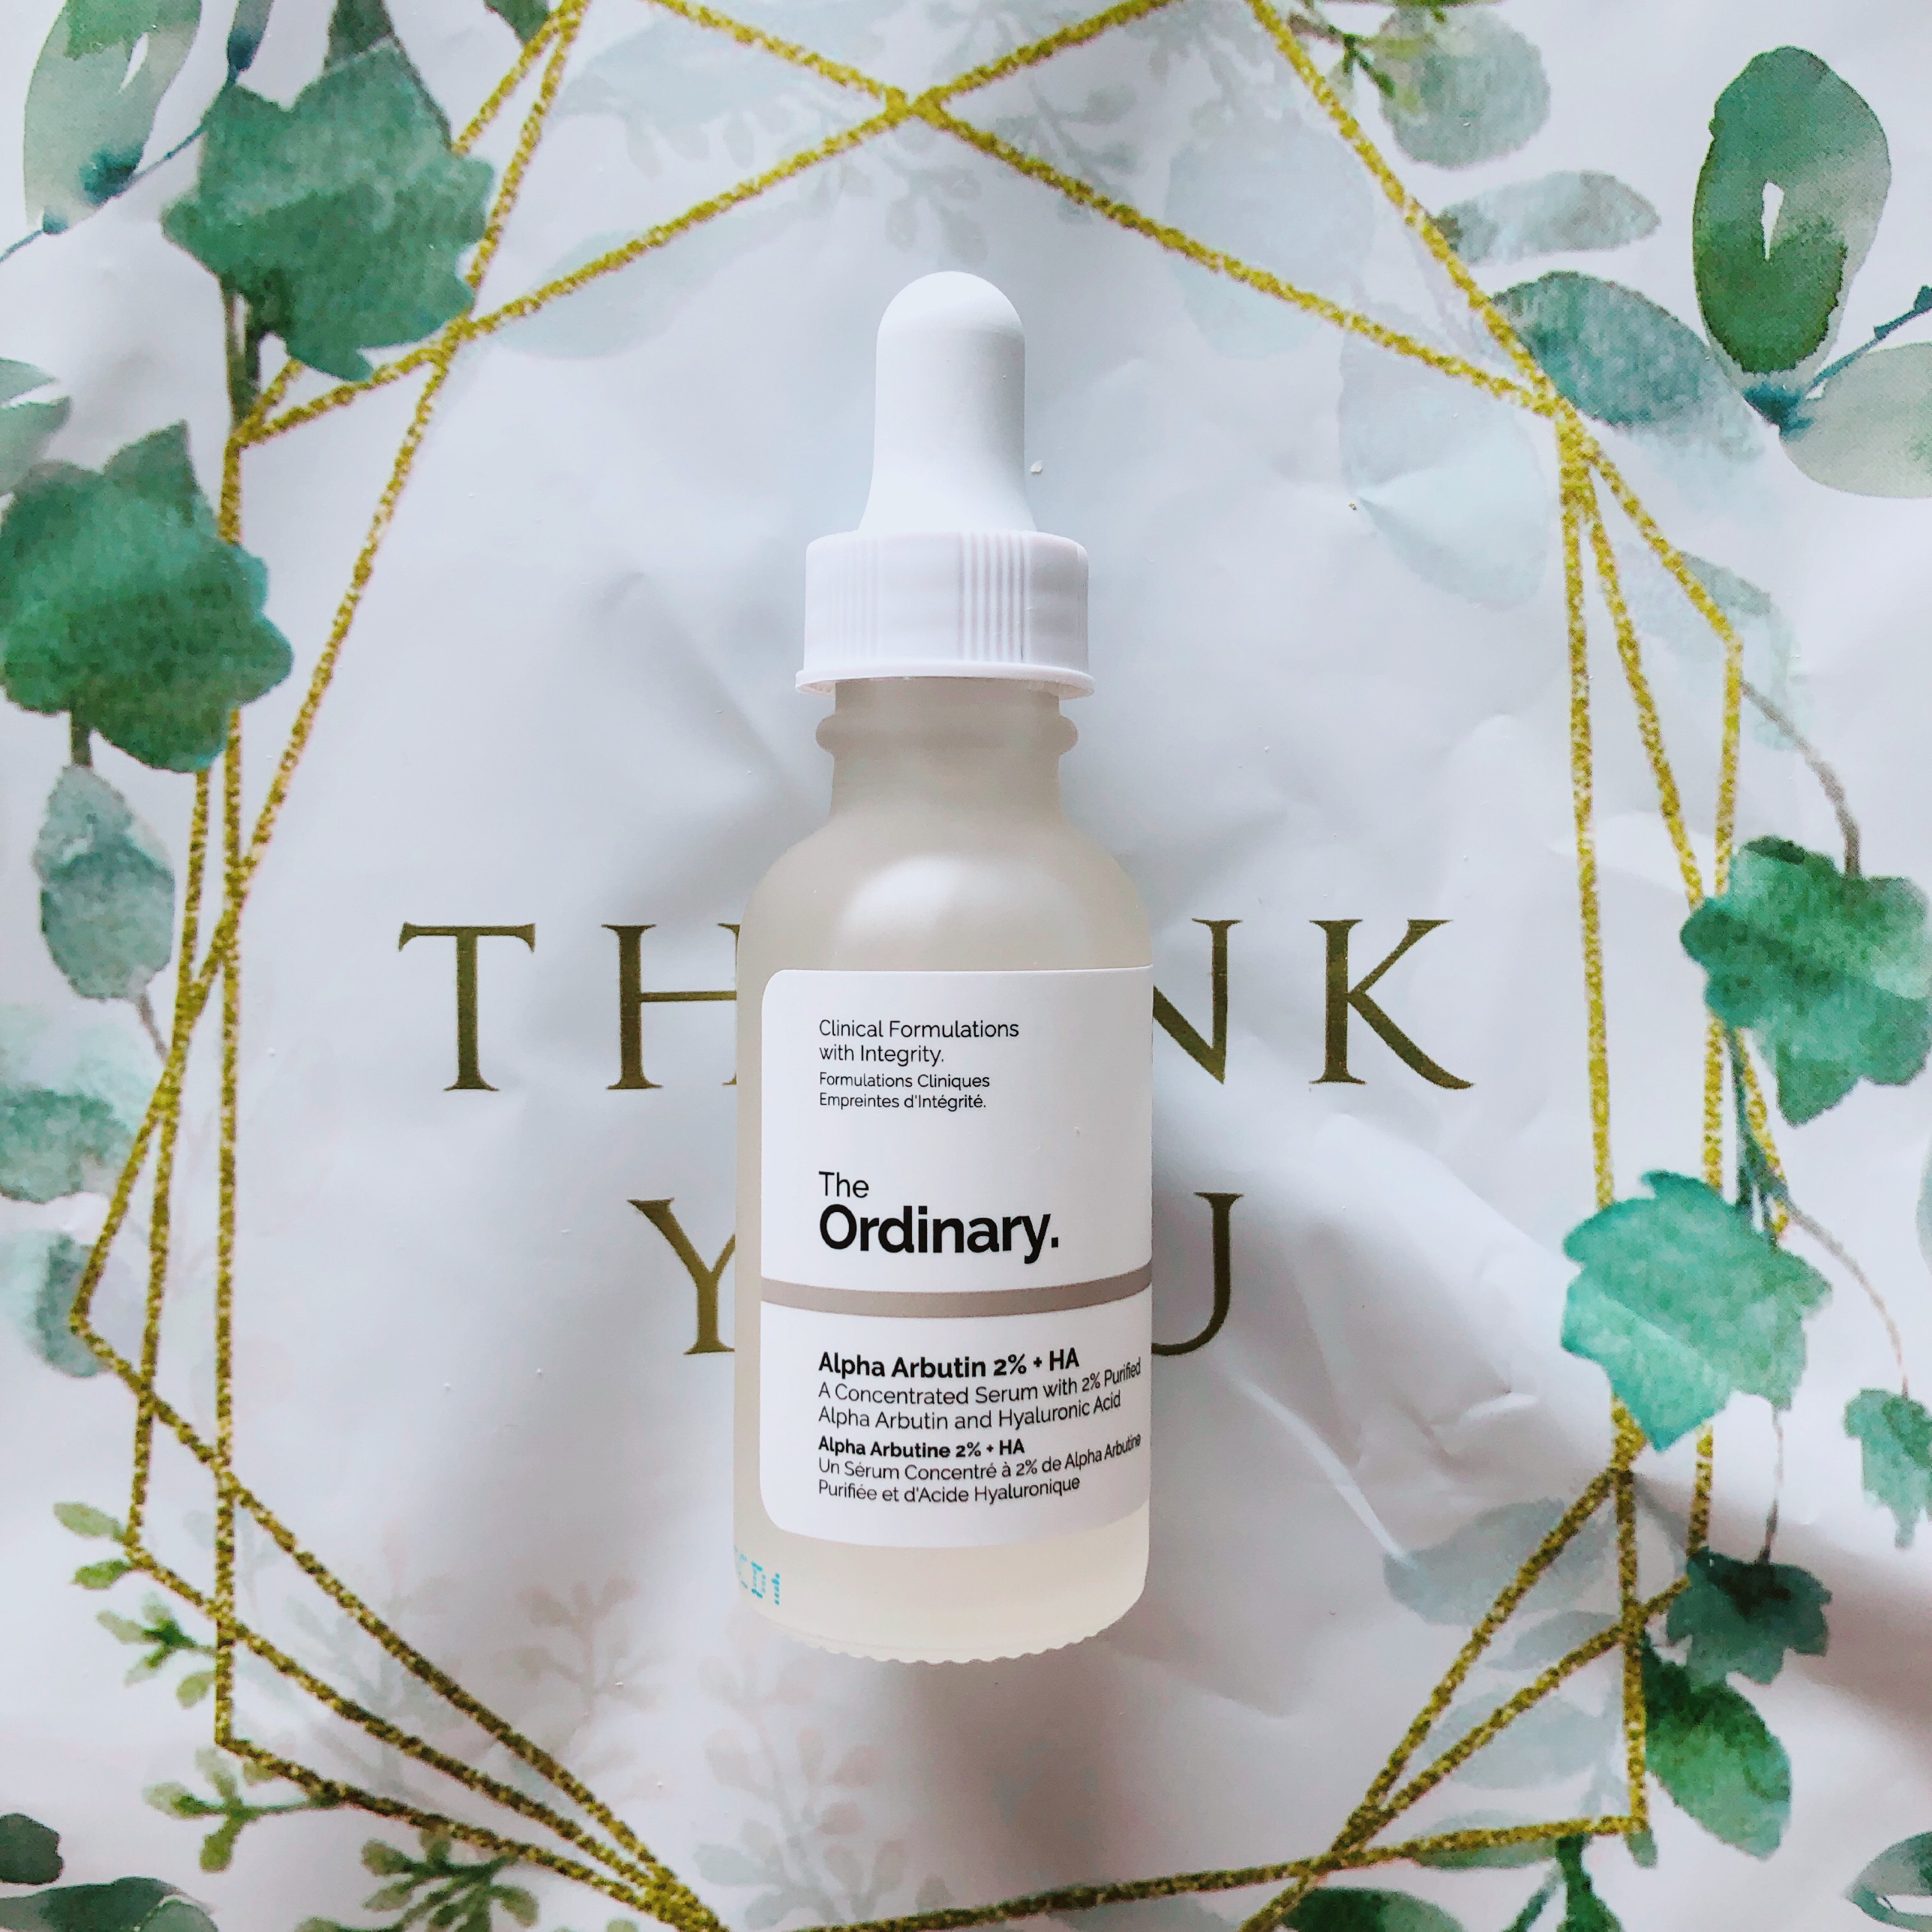 TH NK
Y U
Clinical Formulations
with Integrity.
Formulations Cliniques
Empreintes d'Intégrité.
The
Ordinary.
Alpha Arbutin 2% + HA
A Concentrated Serum with 2% Purified
Alpha Arbutin and Hyaluronic Acid
Alpha Arbutine 2% + HA
Un Sérum Concentré à 2% de Alpha Arbutine
Purifiée et d'Acide Hyaluronique